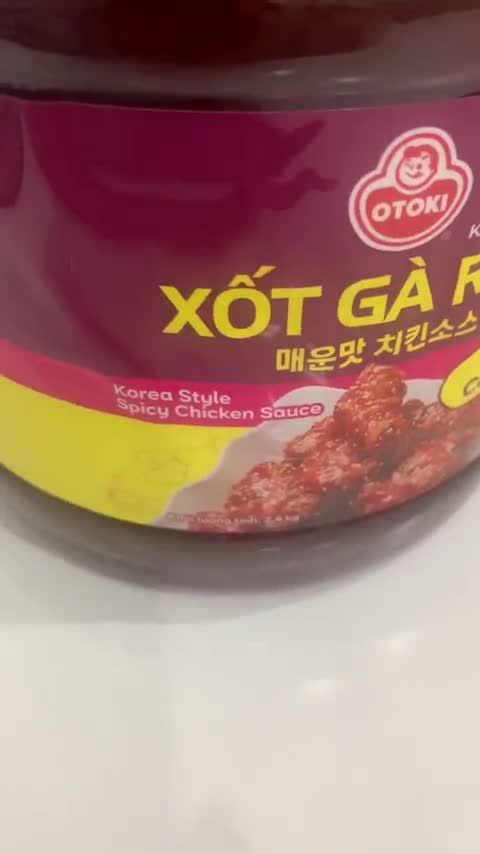 OTOKI
XỐT GÀ
매운맛 치킨소스
Korea Style
Spicy Chicken Sauce